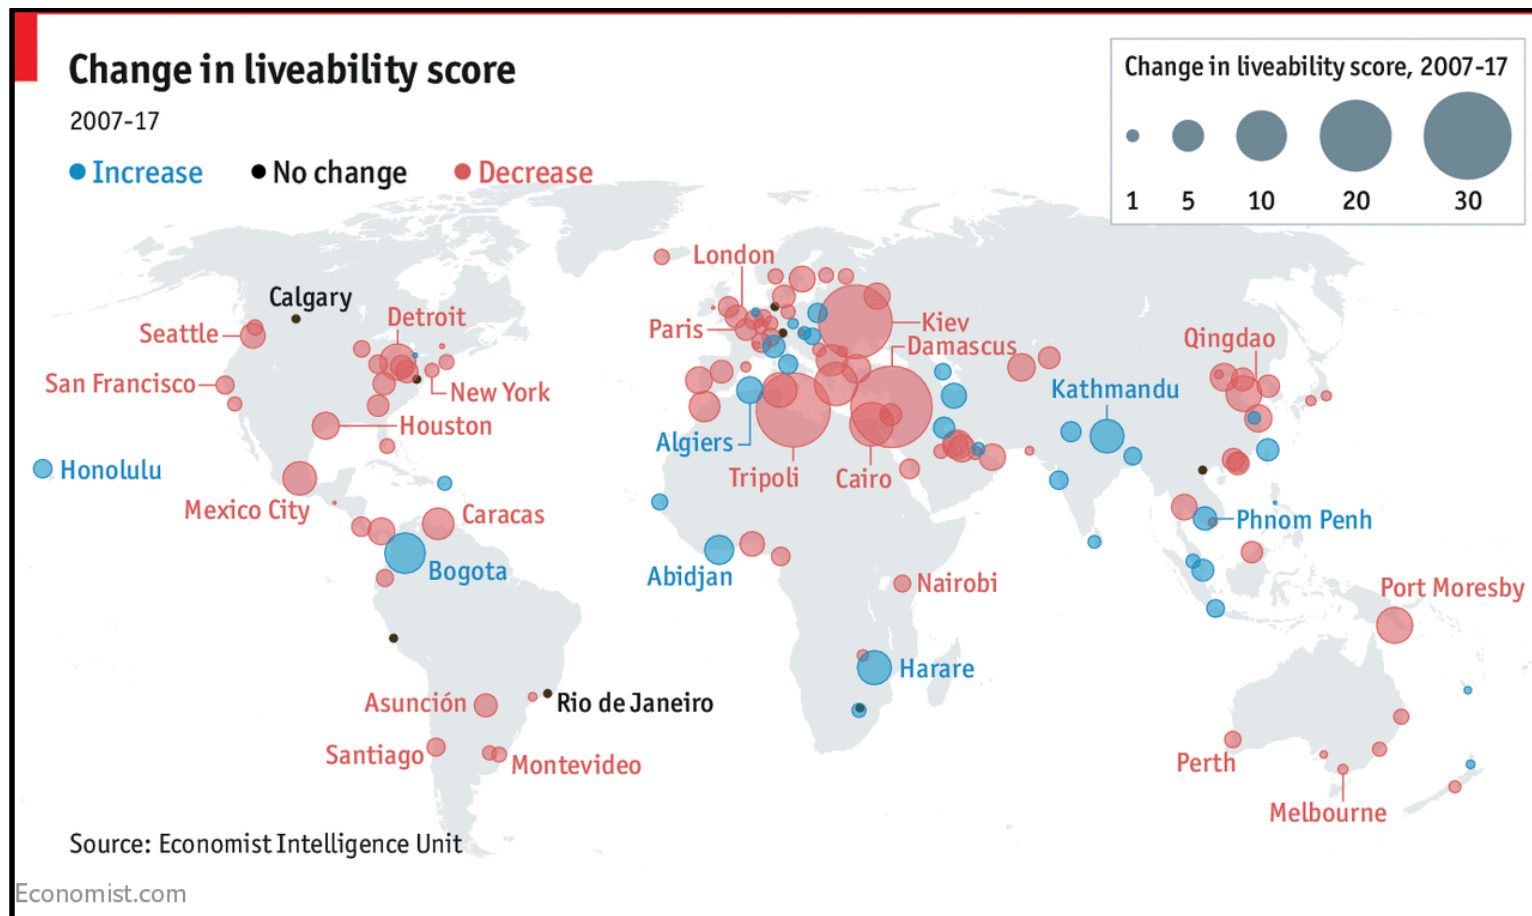 Change in liveability score
2007-17
Increase
No change
Decrease
Change in liveability score, 2007-17
1 5 10 20 30
London
Calgary
Detroit
Seattle
Paris
Kiev
Damascus
Qingdao
San Francisco
New York
Kathmandu
Houston
Algiers
Honolulu
Tripoli
Cairo
Mexico City
Caracas
Phnom Penh
Bogota
Abidjan
Nairobi
Port Moresby
Harare
Asunción
Rio de Janeiro
Santiago
Montevideo
Perth
Melbourne
Source: Economist Intelligence Unit
Economist.com